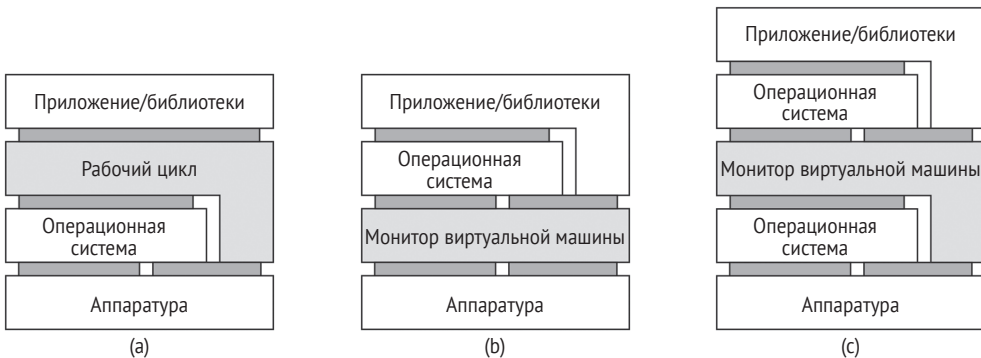 Приложение/библиотеки
Рабочий цикл
Операционная
система
Аппаратура
(a)
Приложение/библиотеки
Операционная
система
Монитор виртуальной машины
Аппаратура
(b)
Приложение/библиотеки
Операционная
система
Монитор виртуальной машины
Операционная
система
Аппаратура
(c)